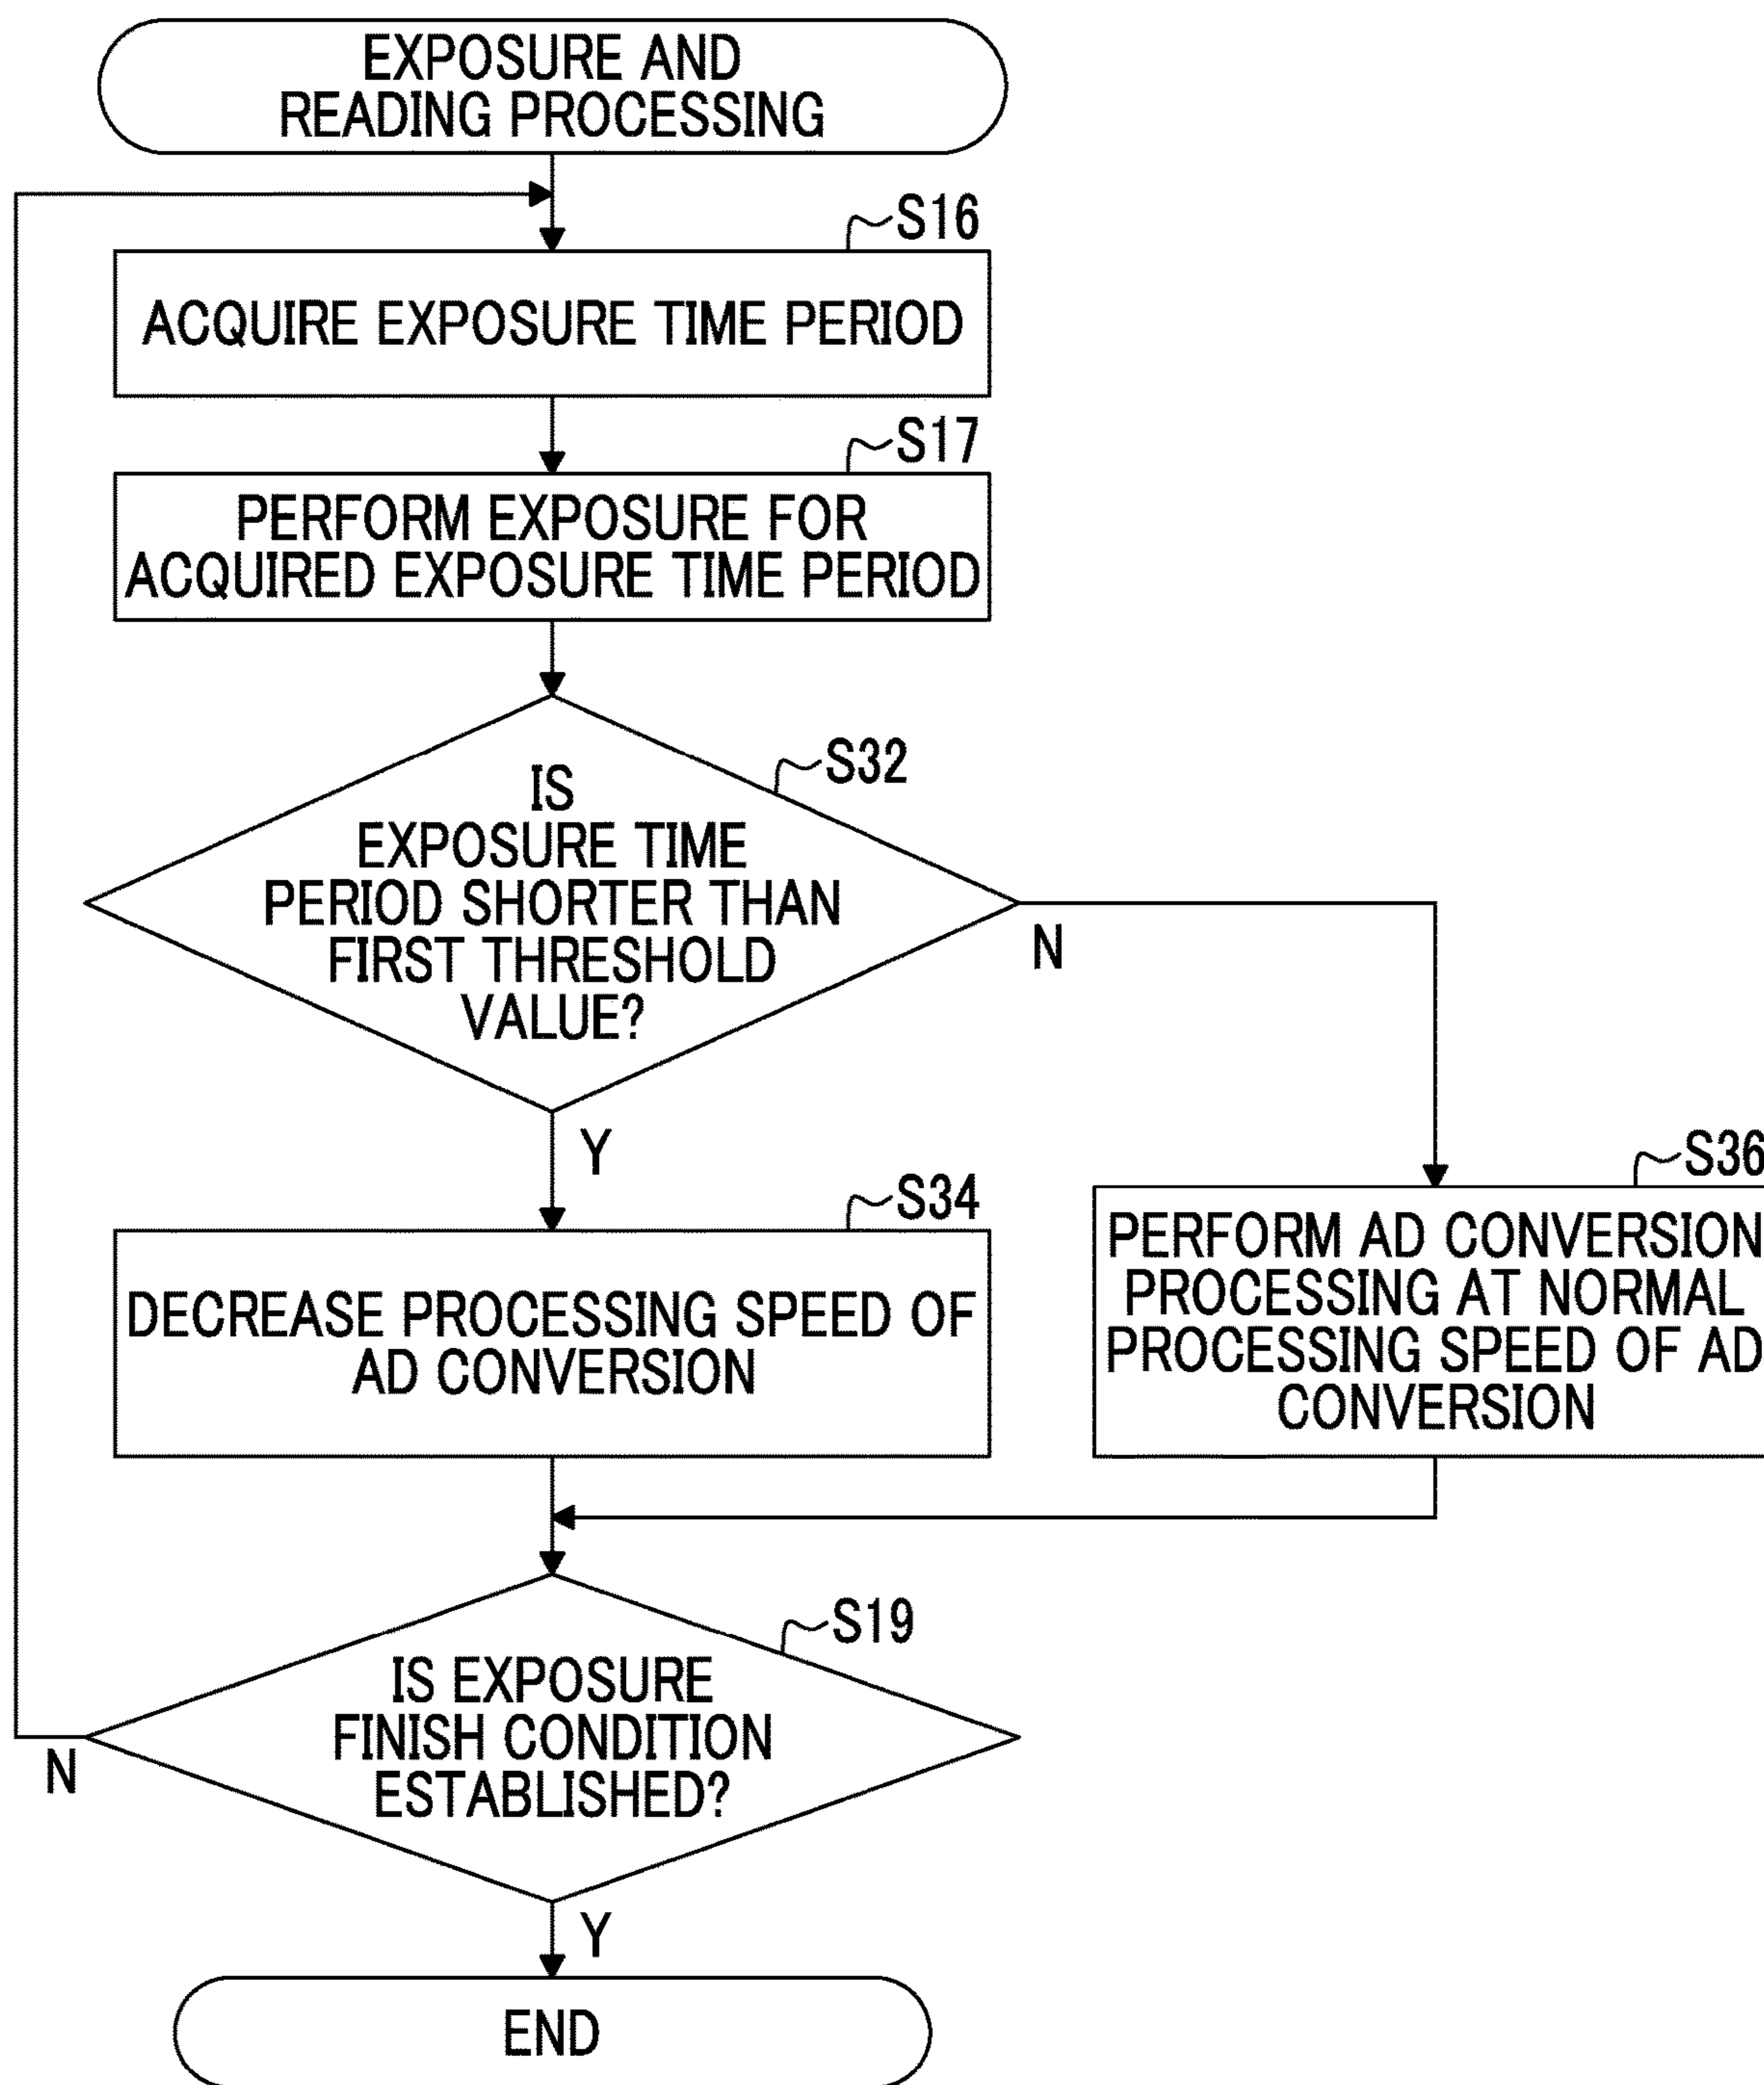 EXPOSURE AND
READING PROCESSING
S16
ACQUIRE EXPOSURE TIME PERIOD
S17
PERFORM EXPOSURE FOR
ACQUIRED EXPOSURE TIME PERIOD
S32
IS
EXPOSURE TIME
PERIOD SHORTER THAN
FIRST THRESHOLD
VALUE?
N
Y
S34
DECREASE PROCESSING SPEED OF
AD CONVERSION
S36
PERFORM AD CONVERSION
PROCESSING AT NORMAL
PROCESSING SPEED OF AD
CONVERSION
S19
IS EXPOSURE
FINISH CONDITION
ESTABLISHED?
N
Y
END